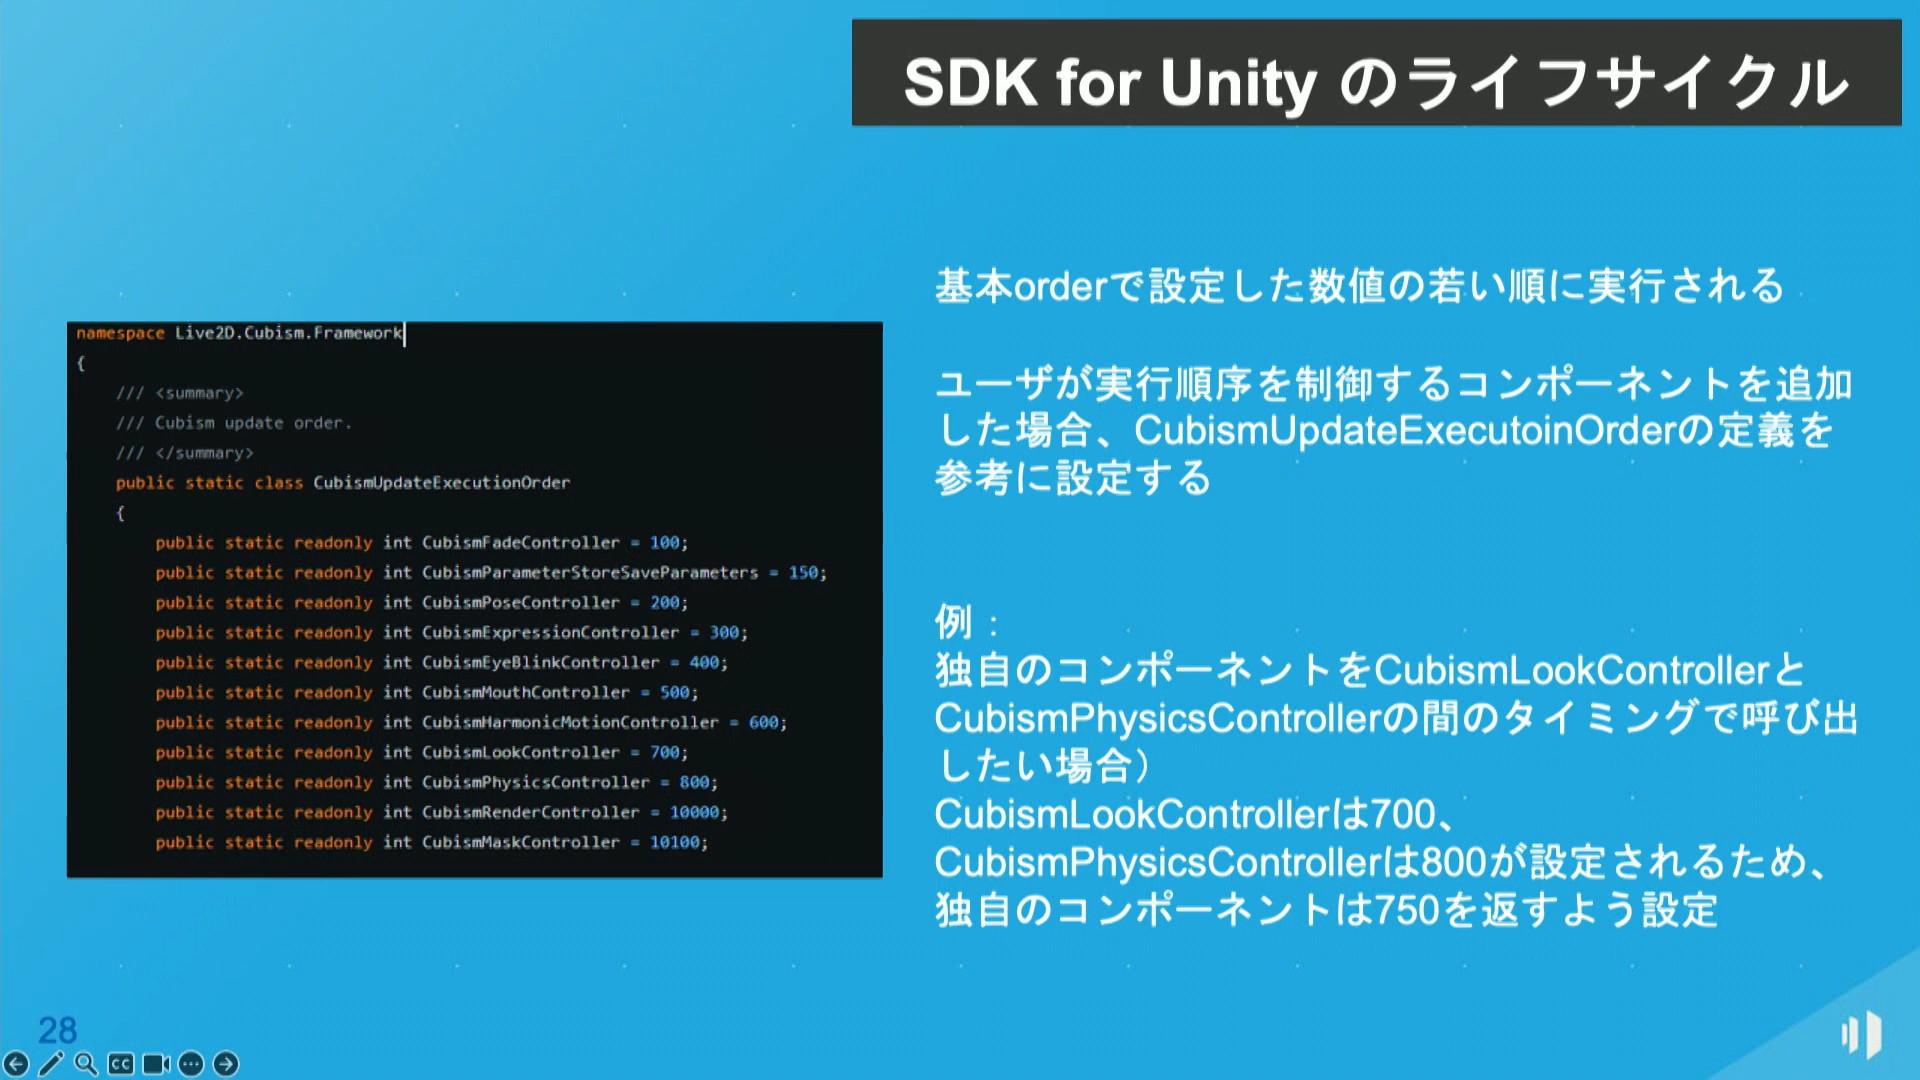 SDK for Unity のライフサイクル
namespace Live2D.Cubism.Framework
{
/// <summary>
/// Cubism update order.
/// </summary>
public static class CubismUpdateExecutionOrder
{
public static readonly int CubismFadeController = 100;
public static readonly int CubismParameterStoreSaveParameters = 150;
public static readonly int CubismPoseController = 200;
public static readonly int CubismExpressionController = 300;
public static readonly int CubismEyeBlinkController = 400;
public static readonly int CubismMouthController = 500;
public static readonly int CubismHarmonicMotionController = 600;
public static readonly int CubismLookController = 700;
public static readonly int CubismPhysicsController = 800;
public static readonly int CubismRenderController = 10000;
public static readonly int CubismMaskController = 10100;
基本orderで設定した数値の若い順に実行される
ユーザが実行順序を制御するコンポーネントを追加
した場合、CubismUpdateExecutoinOrderの定義を
参考に設定する
例：
独自のコンポーネントをCubismLookControllerと
CubismPhysicsControllerの間のタイミングで呼び出
したい場合）
CubismLookControllerは700、
CubismPhysicsControllerは800が設定されるため、
独自のコンポーネントは750を返すよう設定
28
CC